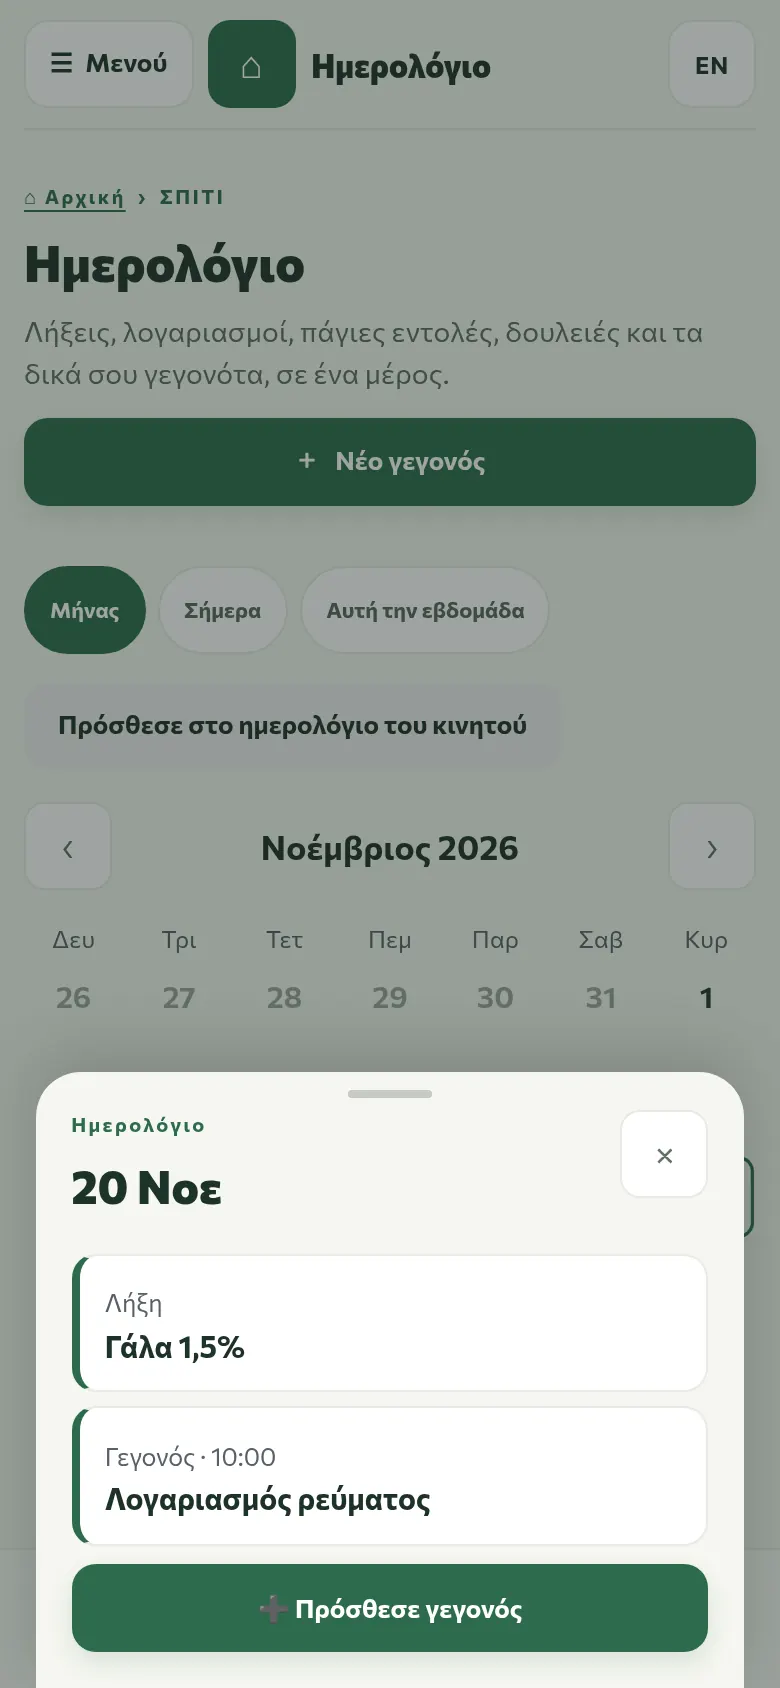 ☰ Μενού
⌂
Ημερολόγιο
EN
⌂ Αρχική › ΣΠΙΤΙ
Ημερολόγιο
Λήξεις, λογαριασμοί, πάγιες εντολές, δουλειές και τα
δικά σου γεγονότα, σε ένα μέρος.
+ Νέο γεγονός
Μήνας Σήμερα Αυτή την εβδομάδα
Πρόσθεσε στο ημερολόγιο του κινητού
‹ Νοέμβριος 2026 ›
Δευ Τρι Τετ Πεμ Παρ Σαβ Κυρ
26 27 28 29 30 31 1
Ημερολόγιο
20 Νοε
×
Λήξη
Γάλα 1,5%
Γεγονός · 10:00
Λογαριασμός ρεύματος
➕ Πρόσθεσε γεγονός